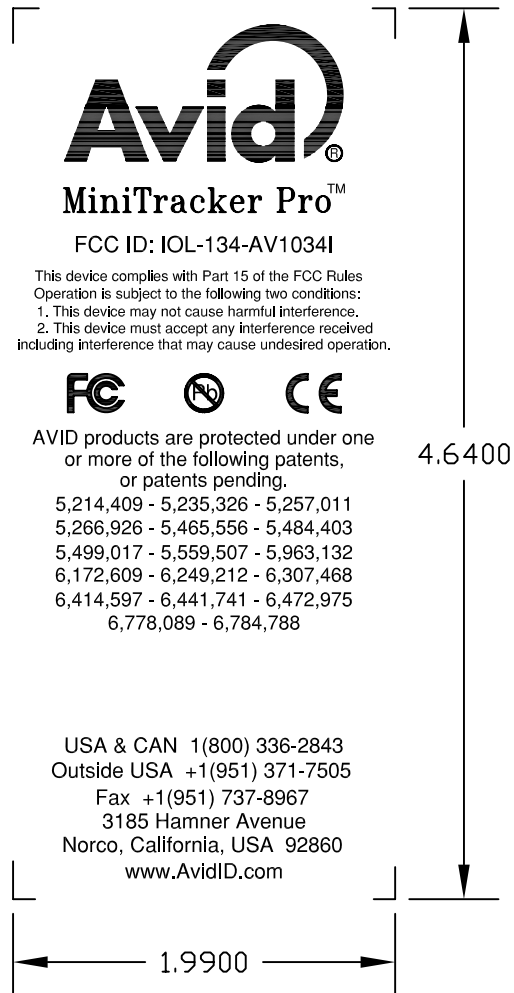 Avid®
MiniTracker Pro™
FCC ID: IOL-134-AV1034I
This device complies with Part 15 of the FCC Rules
Operation is subject to the following two conditions:
1. This device may not cause harmful interference.
2. This device must accept any interference received
including interference that may cause undesired operation.
FC Pb CE
AVID products are protected under one
or more of the following patents,
or patents pending.
5,214,409 - 5,235,326 - 5,257,011
5,266,926 - 5,465,556 - 5,484,403
5,499,017 - 5,559,507 - 5,963,132
6,172,609 - 6,249,212 - 6,307,468
6,414,597 - 6,441,741 - 6,472,975
6,778,089 - 6,784,788
4.6400
USA & CAN 1(800) 336-2843
Outside USA +1(951) 371-7505
Fax +1(951) 737-8967
3185 Hamner Avenue
Norco, California, USA 92860
www.AvidID.com
1.9900